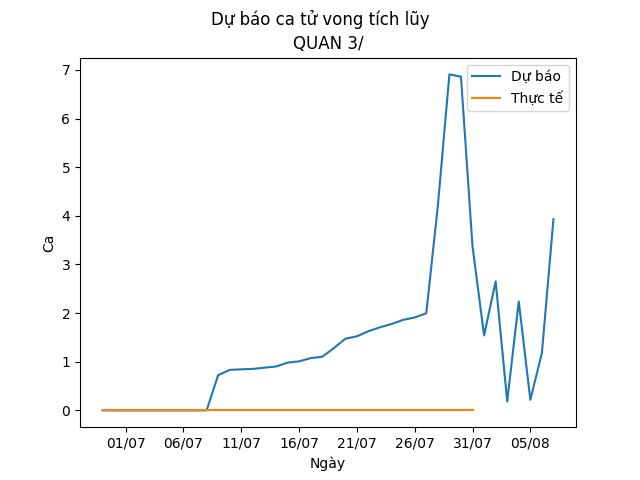 Dự báo ca tử vong tích lũy
QUAN 3/
Dự báo
Thực tế
Ca
7
6
5
4
3
2
1
0
01/07
06/07
11/07
16/07
21/07
26/07
31/07
05/08
Ngày